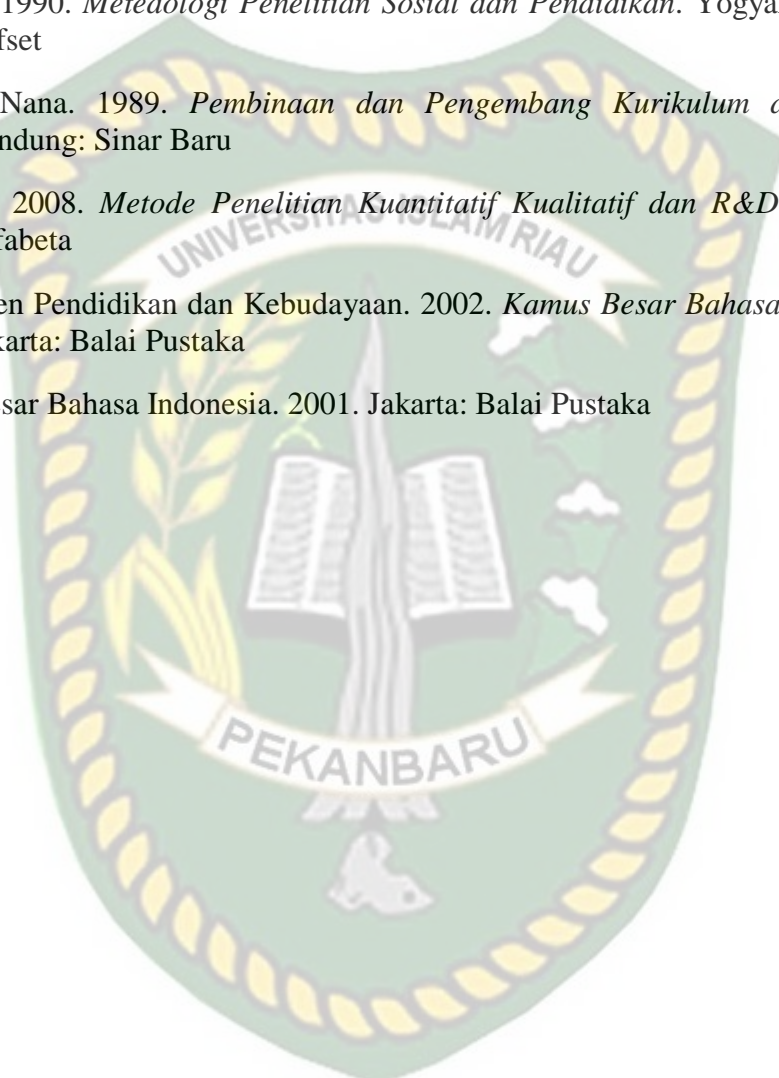 1990. Metedologi Penelitian Sosial dan Pendidikan. Yogya
fset
Nana. 1989. Pembinaan dan Pengembang Kurikulum
ndung: Sinar Baru
2008. Metode Penelitian Kuantitatif Kualitatif dan R&D
fabeta
en Pendidikan dan Kebudayaan. 2002. Kamus Besar Bahasa
karta: Balai Pustaka
sar Bahasa Indonesia. 2001. Jakarta: Balai Pustaka
UNIVERSITAS ISLAM RIAU
PEKANBARU